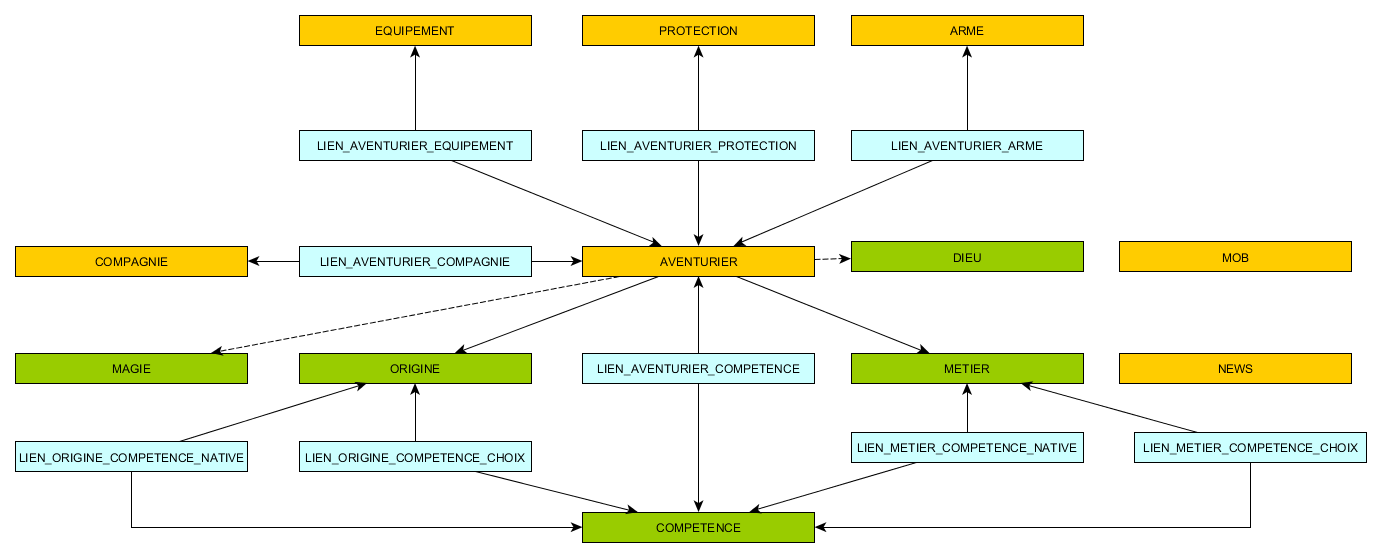 EQUIPEMENT
PROTECTION
ARME
LIEN_AVENTURIER_EQUIPEMENT
LIEN_AVENTURIER_PROTECTION
LIEN_AVENTURIER_ARME
COMPAGNIE
LIEN_AVENTURIER_COMPAGNIE
AVENTURIER
DIEU
MOB
MAGIE
ORIGINE
LIEN_AVENTURIER_COMPETENCE
METIER
NEWS
LIEN_ORIGINE_COMPETENCE_NATIVE
LIEN_ORIGINE_COMPETENCE_CHOIX
LIEN_METIER_COMPETENCE_NATIVE
LIEN_METIER_COMPETENCE_CHOIX
COMPETENCE